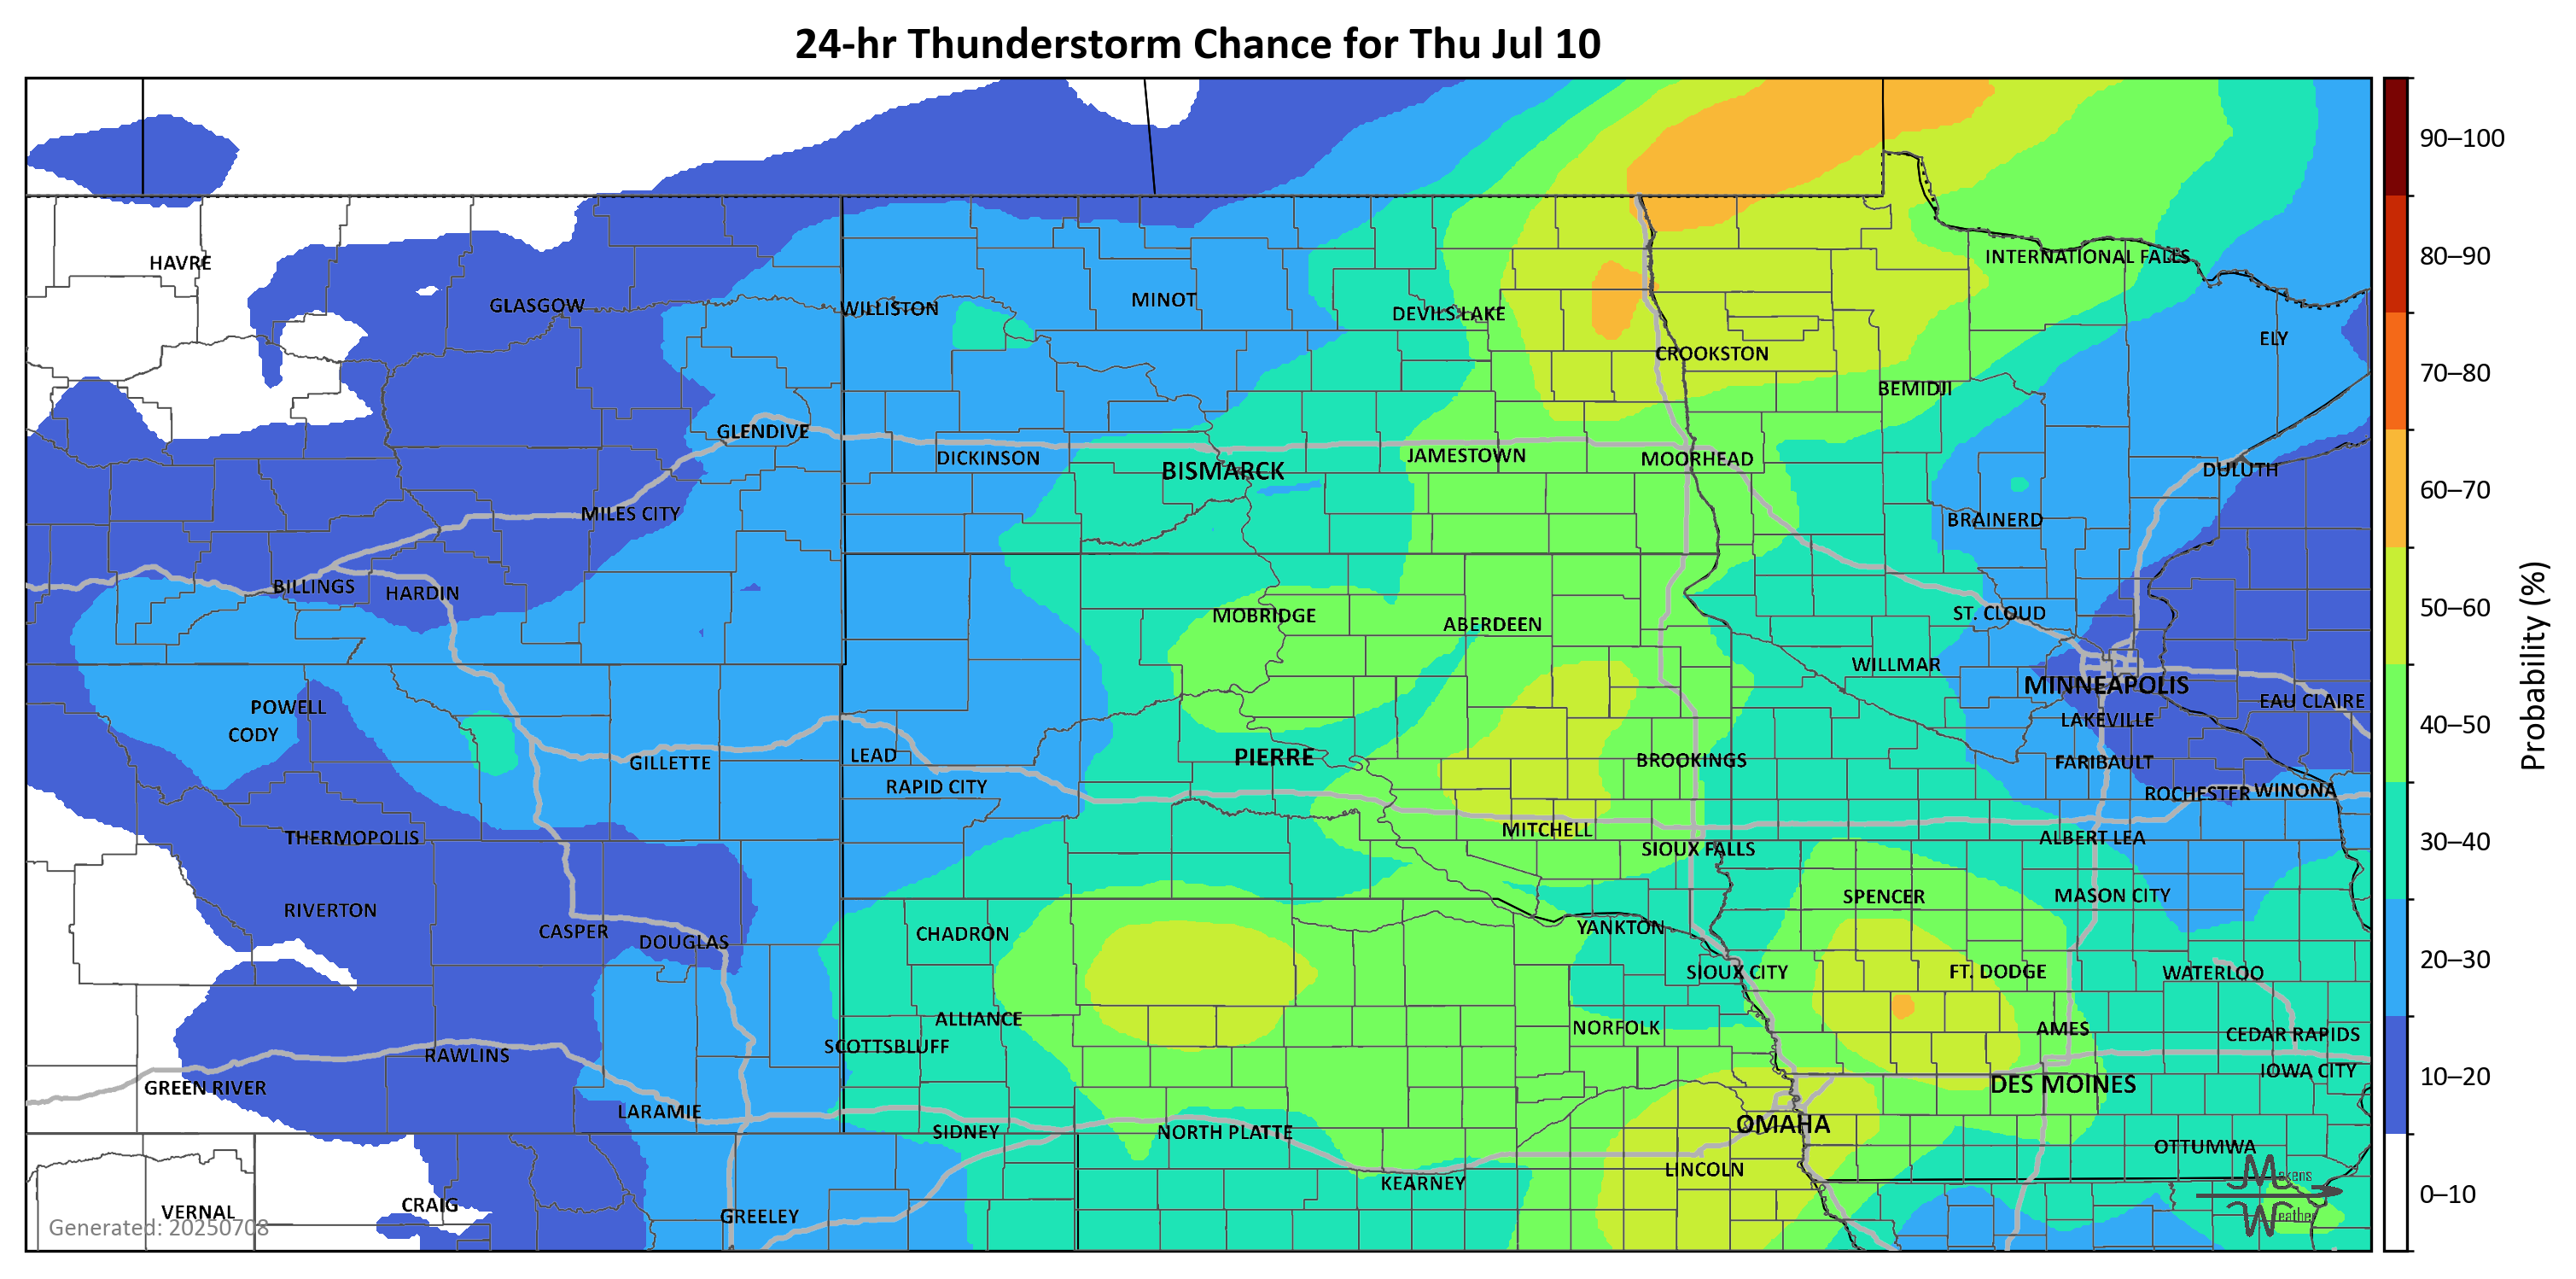 24-hr Thunderstorm Chance for Thu Jul 10
90–100
80–90
70–80
60–70
50–60
40–50
30–40
20–30
10–20
0–10
Probability (%)
HAVRE
INTERNATIONAL FALLS
GLASGOW
WILLISTON
MINOT
DEVILS LAKE
ELY
CROOKSTON
BEMIDJI
GLENDIVE
DICKINSON
BISMARCK
JAMESTOWN
MOORHEAD
DULUTH
MILES CITY
BRAINERD
BILLINGS
HARDIN
MOBRIDGE
ABERDEEN
ST. CLOUD
WILLMAR
MINNEAPOLIS
POWELL
EAU CLAIRE
CODY
LAKEVILLE
GILLETTE
LEAD
PIERRE
BROOKINGS
FARIBAULT
RAPID CITY
ROCHESTER
WINONA
THERMOPOLIS
MITCHELL
ALBERT LEA
SIOUX FALLS
RIVERTON
SPENCER
MASON CITY
CASPER
DOUGLAS
CHADRON
YANKTON
SIOUX CITY
FT. DODGE
WATERLOO
ALLIANCE
NORFOLK
AMES
CEDAR RAPIDS
RAWLINS
SCOTTSBLUFF
IOWA CITY
GREEN RIVER
DES MOINES
LARAMIE
SIDNEY
NORTH PLATTE
OMAHA
OTTUMWA
LINCOLN
KEARNEY
VERNAL
CRAIG
GREELEY
Generated: 20250708
Makens
Weather